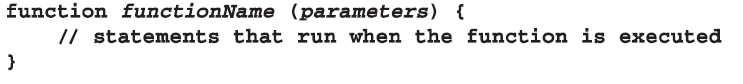 function functionName (parameters) {
    // statements that run when the function is executed
}